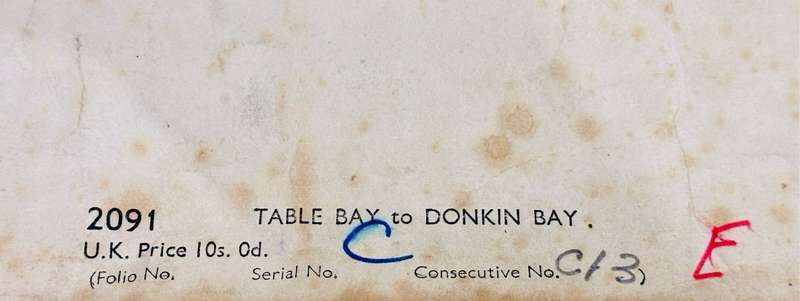 2091 TABLE BAY to DONKIN BAY.
U.K. Price 10s. 0d. C
(Folio No. Serial No. Consecutive No. C13) E